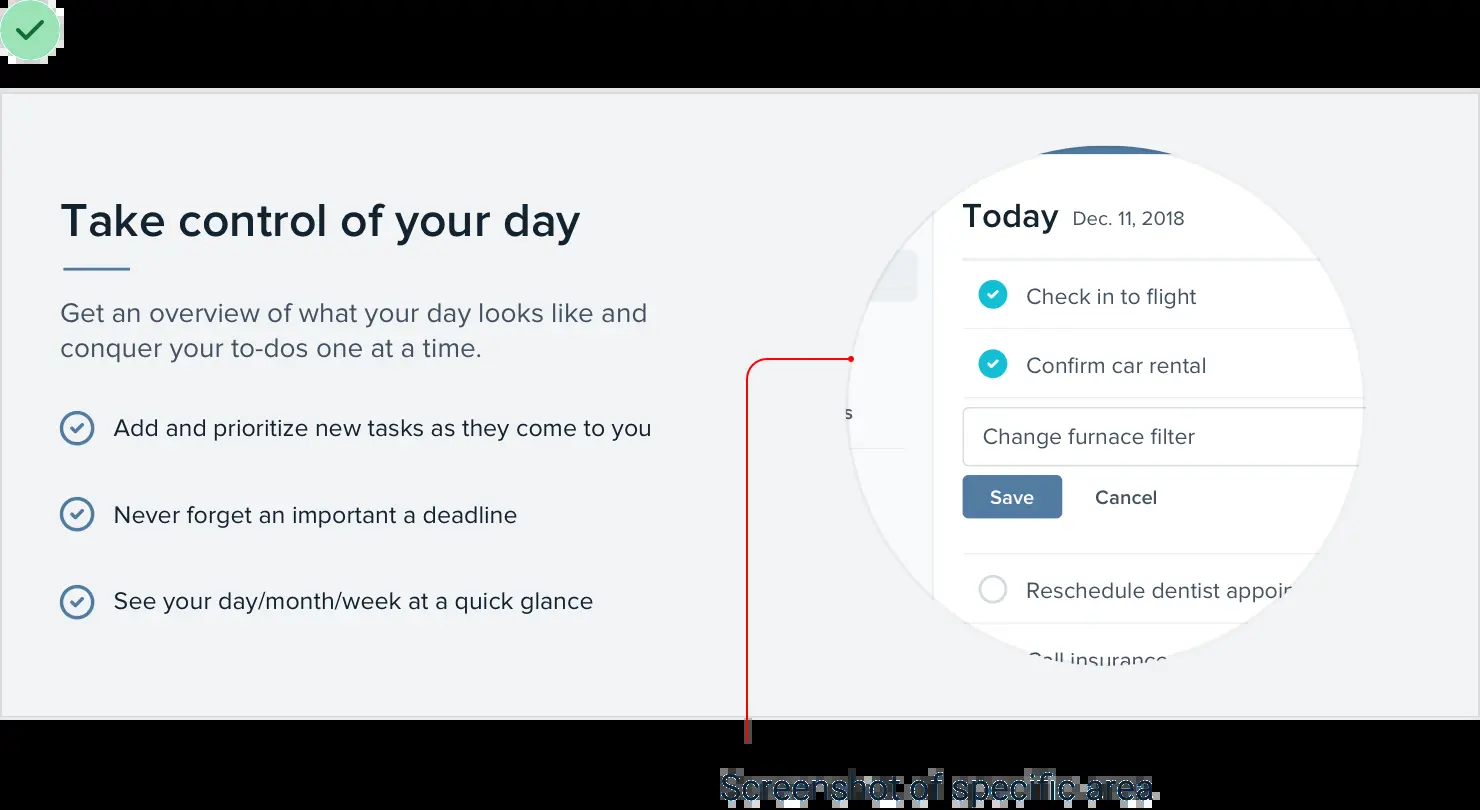 Take control of your day
Get an overview of what your day looks like and
conquer your to-dos one at a time.
Add and prioritize new tasks as they come to you
Never forget an important a deadline
See your day/month/week at a quick glance
Today Dec. 11, 2018
Check in to flight
Confirm car rental
s
Change furnace filter
Save Cancel
Reschedule dentist appoin
Call insurance
Screenshot of specific area.